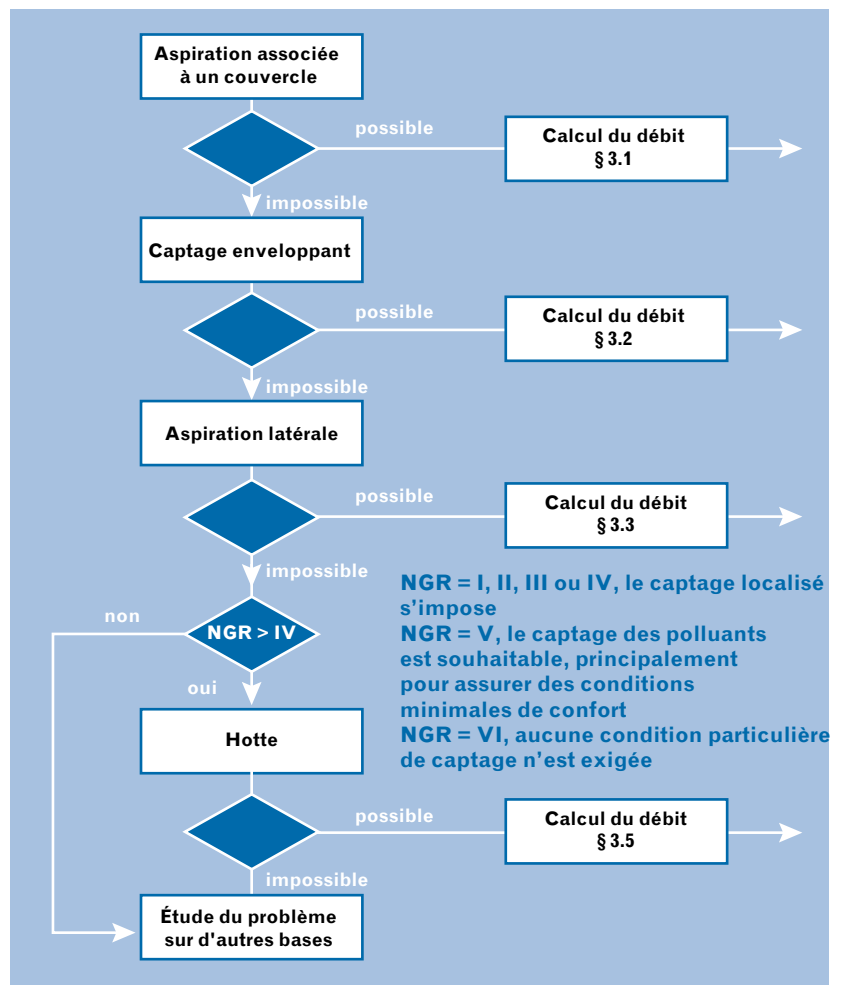 Aspiration associée
à un couvercle
possible
Calcul du débit
§ 3.1
impossible
Captage enveloppant
possible
Calcul du débit
§ 3.2
impossible
Aspiration latérale
possible
Calcul du débit
§ 3.3
impossible
NGR = I, II, III ou IV, le captage localisé
s’impose
NGR = V, le captage des polluants
est souhaitable, principalement
pour assurer des conditions
minimales de confort
NGR = VI, aucune condition particulière
de captage n’est exigée
non
NGR > IV
oui
Hotte
possible
Calcul du débit
§ 3.5
impossible
Étude du problème
sur d'autres bases